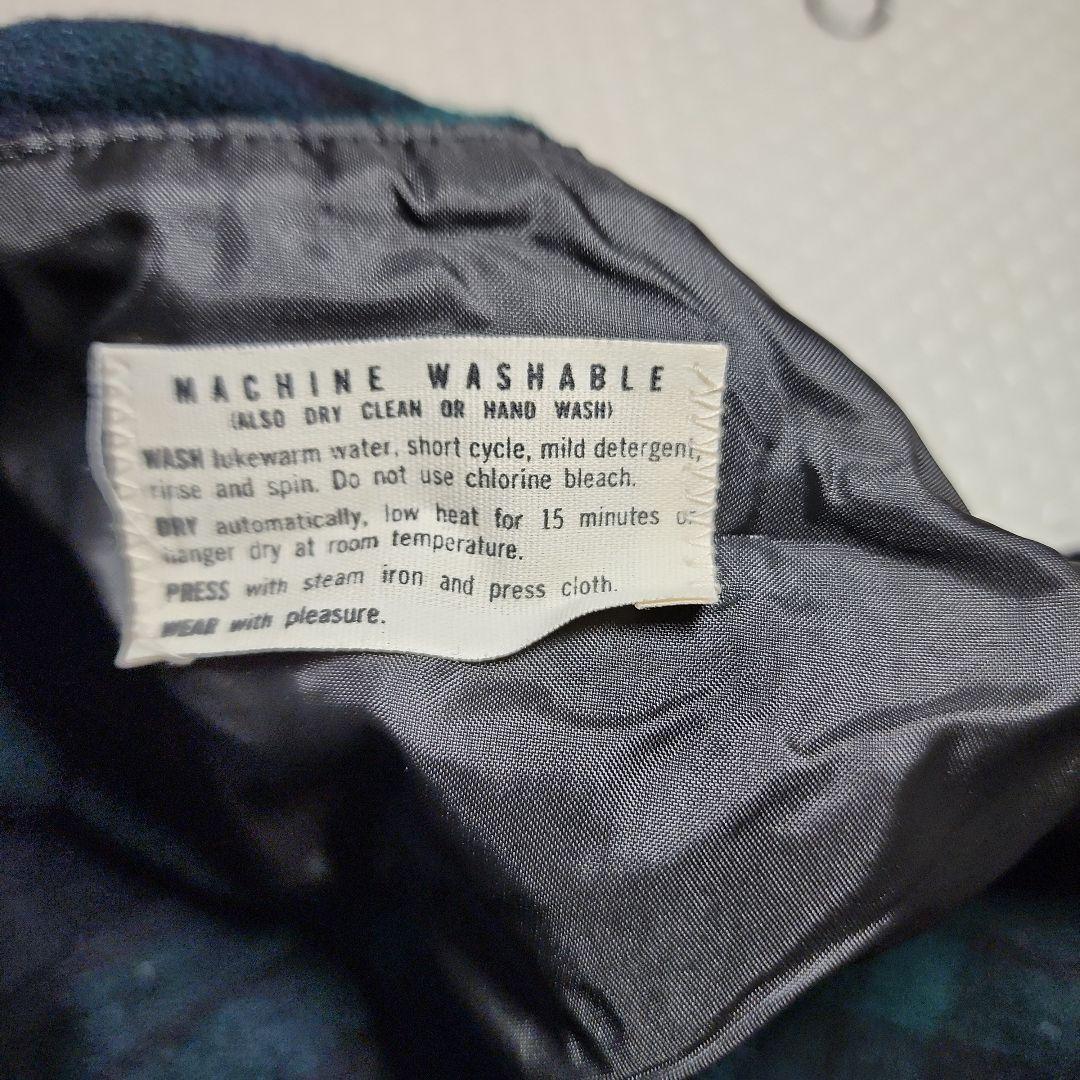 MACHINE WASHABLE
(ALSO DRY CLEAN OR HAND WASH)
WASH lukewarm water, short cycle, mild detergent,
rinse and spin. Do not use chlorine bleach.
DRY automatically, low heat for 15 minutes or
hanger dry at room temperature.
PRESS with steam iron and press cloth.
WEAR with pleasure.